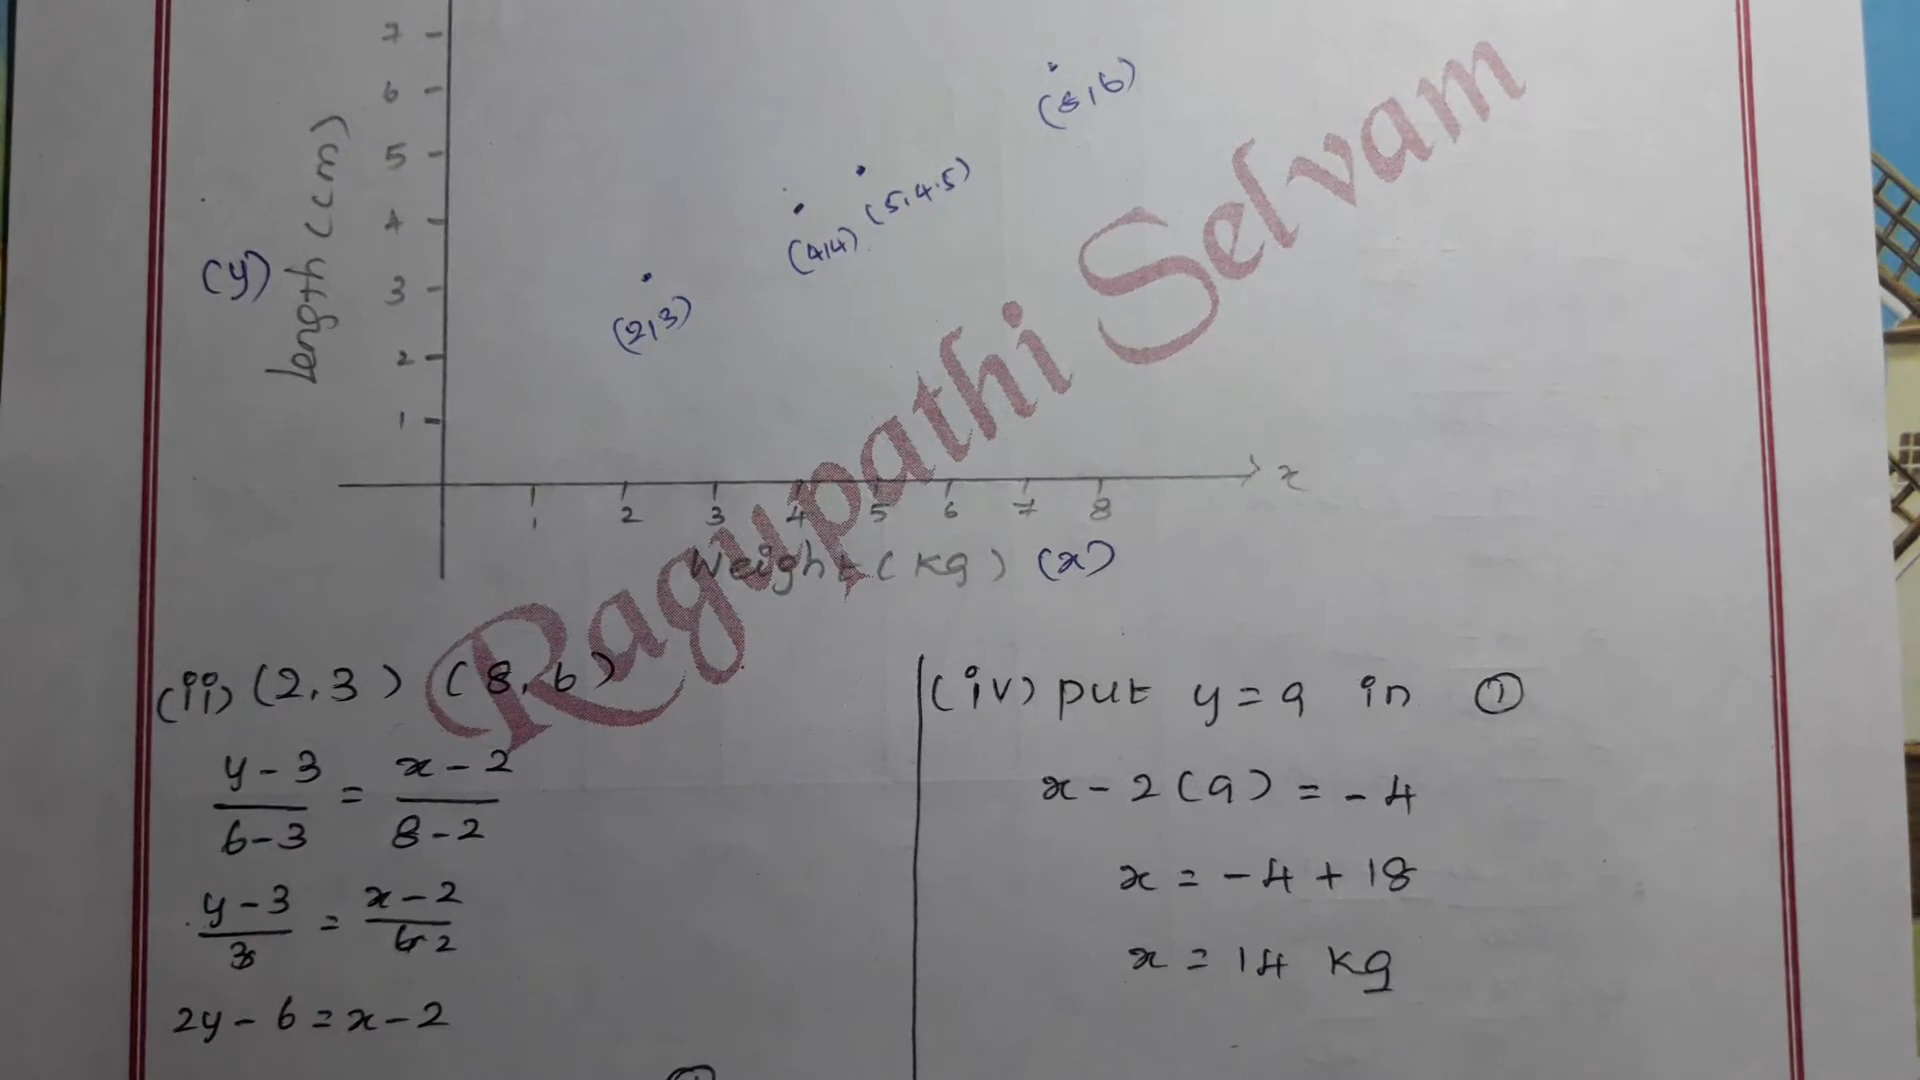 7
6
5
4
3
2
1
(y)
length (cm)
(8,6)
(5,4.5)
(4,4)
(2,3)
x
1 2 3 4 5 6 7 8
Weight (kg) (x)
Ragupathi Selvam
(ii) (2,3) (8,6)
y-3 / 6-3 = x-2 / 8-2
y-3 / 3 = x-2 / 6 2
2y-6 = x-2
(iv) put y=9 in ①
x-2(9) = -4
x = -4+18
x = 14 kg